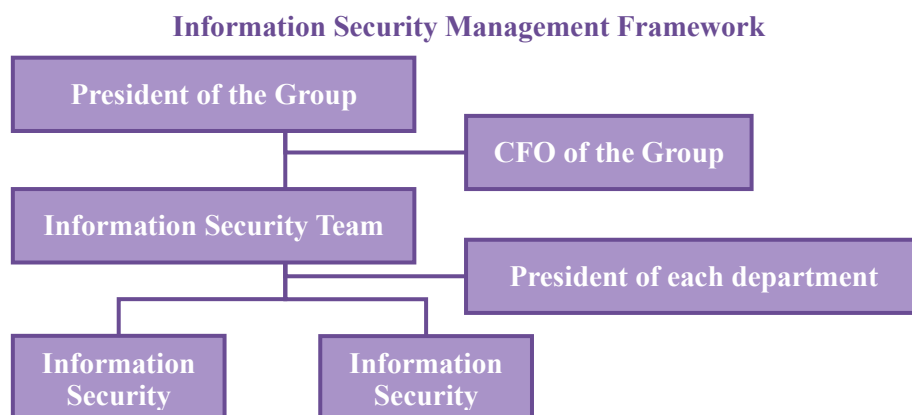 Information Security Management Framework
President of the Group
CFO of the Group
Information Security Team
President of each department
Information
Security
Information
Security